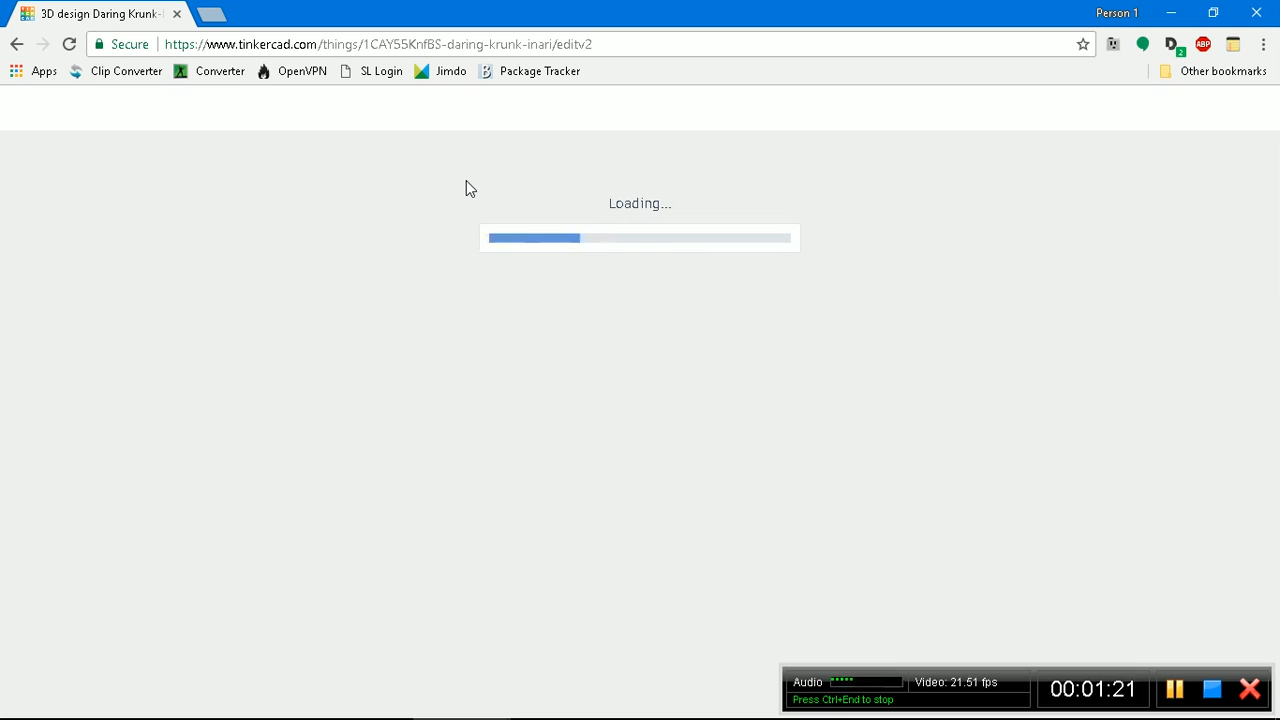 3D design Daring Krunk-
Person 1
Secure
https://www.tinkercad.com/things/1CAY55KnfBS-daring-krunk-inari/editv2
2
ABP
Apps Clip Converter Converter OpenVPN SL Login Jimdo Package Tracker Other bookmarks
Loading...
Audio Video: 21.51 fps
Press Ctrl+End to stop
00:01:21